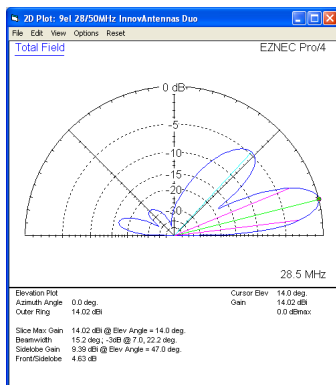 2D Plot: 9el 28/50MHz InnovAntennas Duo
File Edit View Options Reset
Total Field
EZNEC Pro/4
0 dB
-5
-10
-15
-20
-30
28.5 MHz
Elevation Plot
Azimuth Angle 0.0 deg.
Outer Ring 14.02 dBi
Cursor Elev 14.0 deg.
Gain 14.02 dBi
0.0 dBmax
Slice Max Gain 14.02 dBi @ Elev Angle = 14.0 deg.
Beamwidth 15.2 deg.; -3dB @ 7.0, 22.2 deg.
Sidelobe Gain 9.39 dBi @ Elev Angle = 47.0 deg.
Front/Sidelobe 4.63 dB